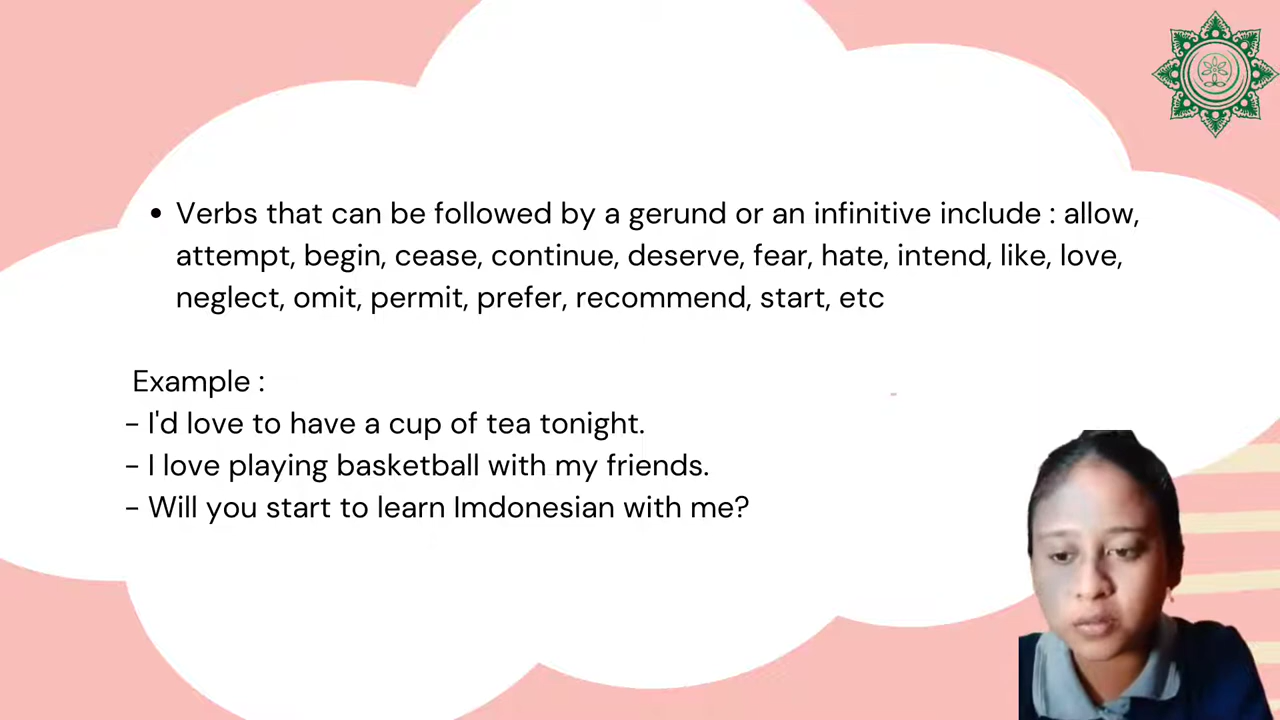 • Verbs that can be followed by a gerund or an infinitive include : allow,
attempt, begin, cease, continue, deserve, fear, hate, intend, like, love,
neglect, omit, permit, prefer, recommend, start, etc
Example :
- I'd love to have a cup of tea tonight.
- I love playing basketball with my friends.
- Will you start to learn Imdonesian with me?